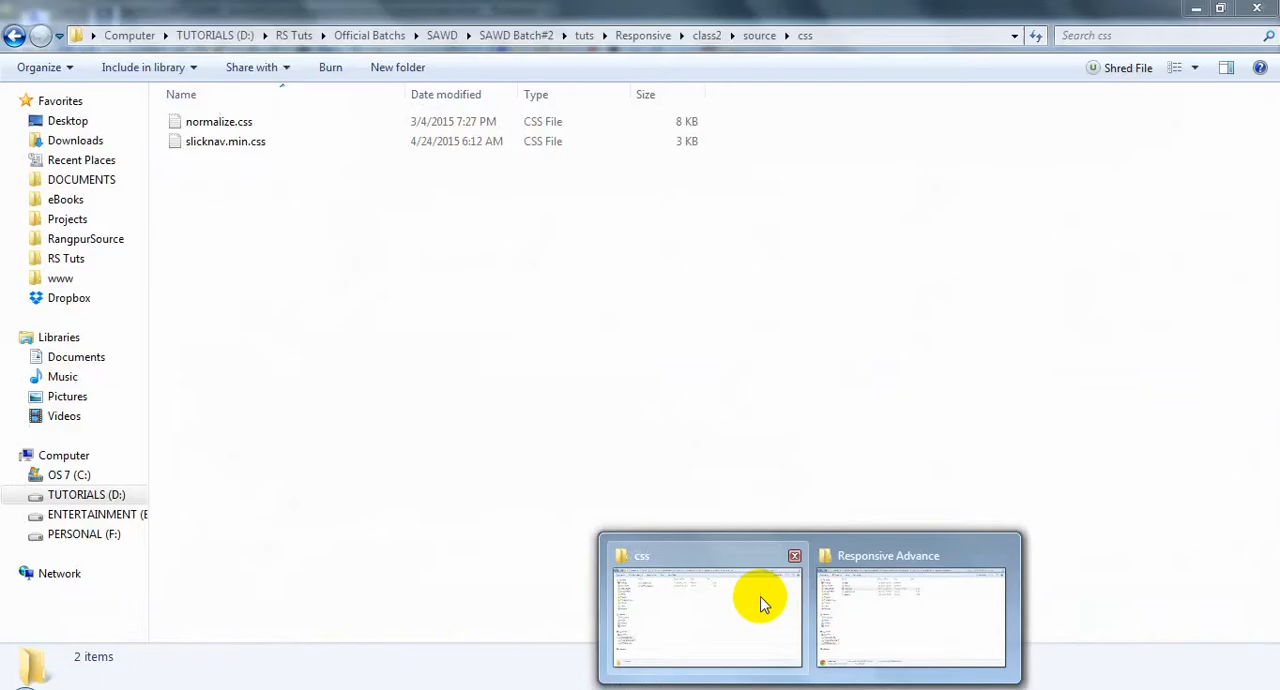 Computer TUTORIALS (D:) RS Tuts Official Batchs SAWD SAWD Batch#2 tuts Responsive class2 source css
Search css
Organize Include in library Share with Burn New folder
Shred File
Name Date modified Type Size
normalize.css 3/4/2015 7:27 PM CSS File 8 KB
slicknav.min.css 4/24/2015 6:12 AM CSS File 3 KB
Favorites
Desktop
Downloads
Recent Places
DOCUMENTS
eBooks
Projects
RangpurSource
RS Tuts
www
Dropbox
Libraries
Documents
Music
Pictures
Videos
Computer
OS 7 (C:)
TUTORIALS (D:)
ENTERTAINMENT (E
PERSONAL (F:)
Network
css
Responsive Advance
2 items